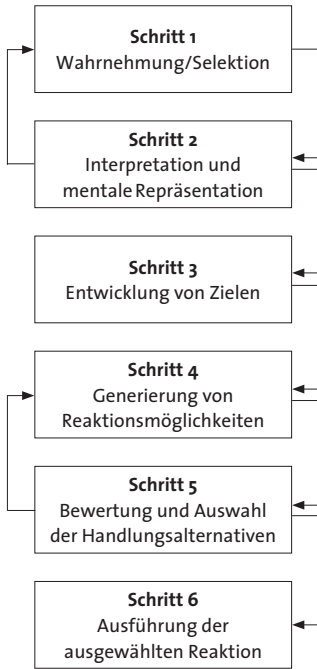 Schritt 1
Wahrnehmung/Selektion
Schritt 2
Interpretation und
mentale Repräsentation
Schritt 3
Entwicklung von Zielen
Schritt 4
Generierung von
Reaktionsmöglichkeiten
Schritt 5
Bewertung und Auswahl
der Handlungsalternativen
Schritt 6
Ausführung der
ausgewählten Reaktion